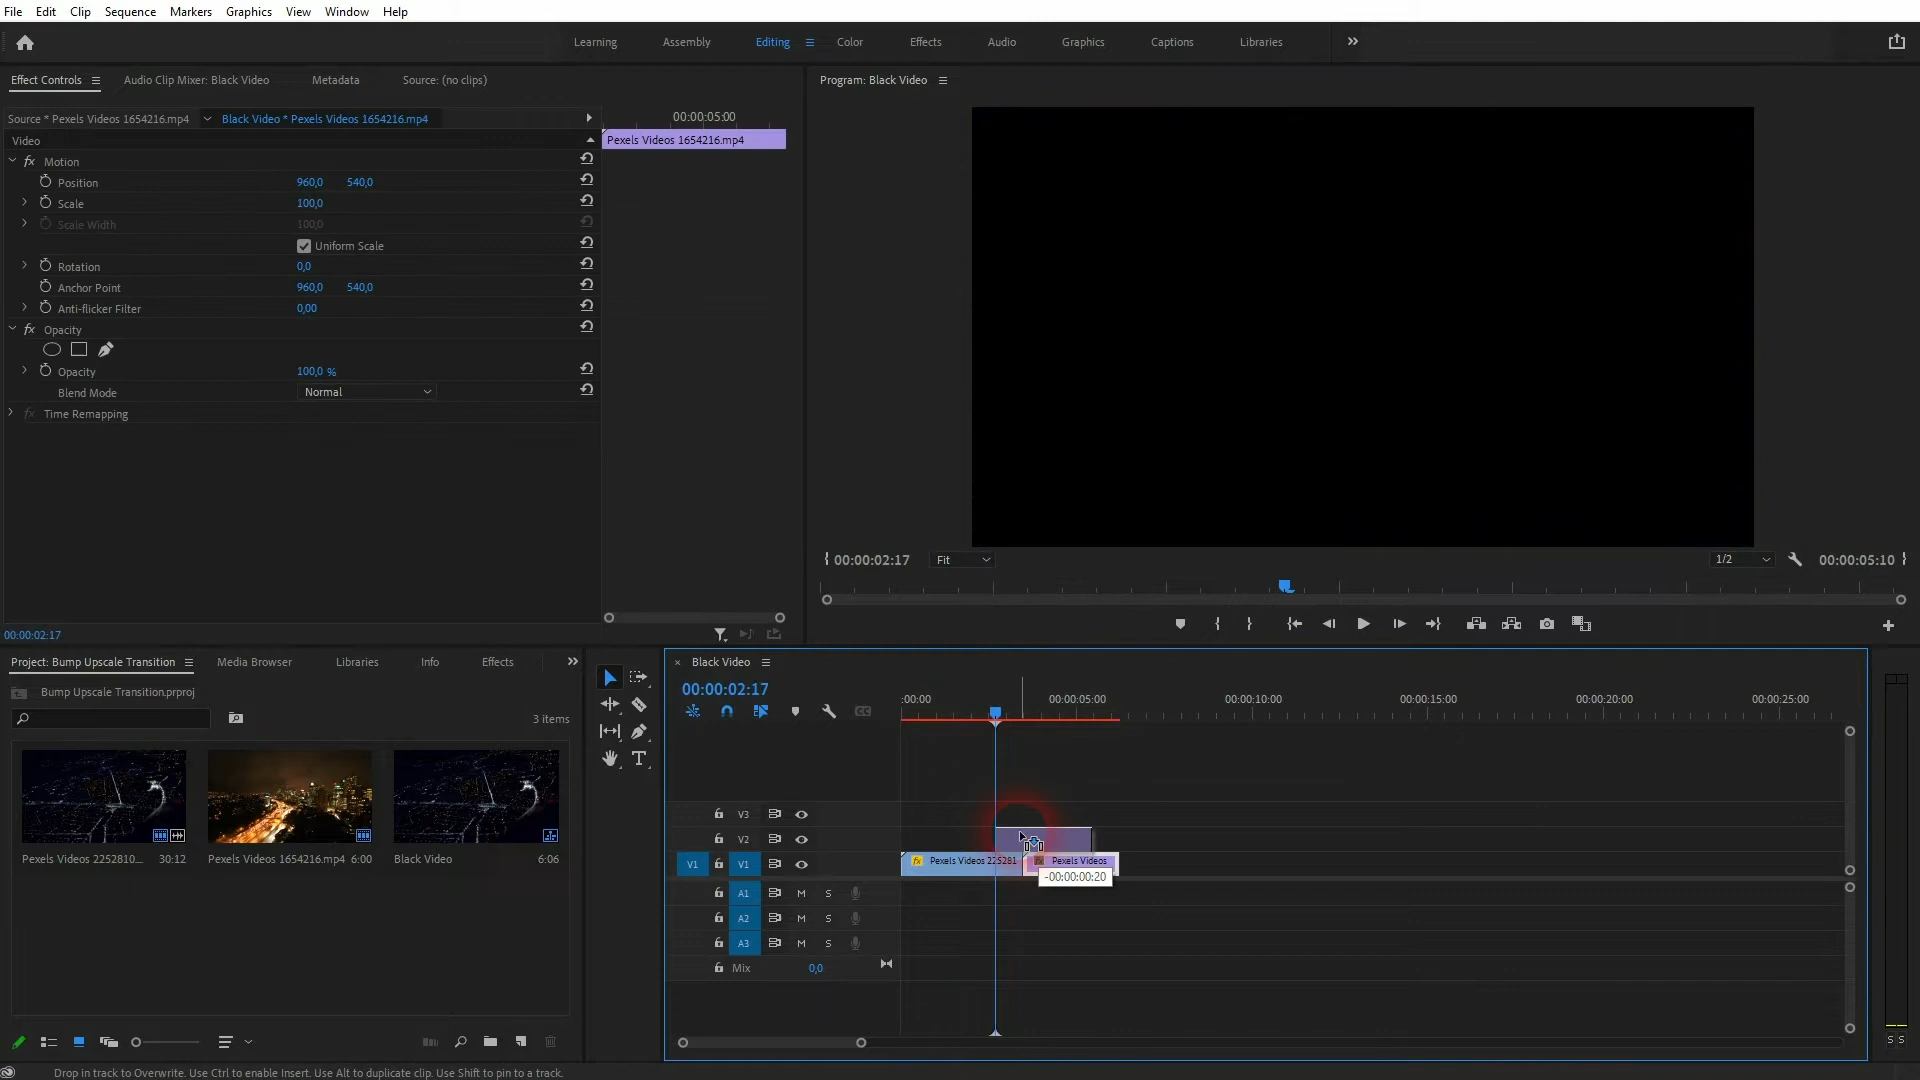 File Edit Clip Sequence Markers Graphics View Window Help
Learning Assembly Editing Color Effects Audio Graphics Captions Libraries
Effect Controls Audio Clip Mixer: Black Video Metadata Source: (no clips)
Program: Black Video
Source * Pexels Videos 1654216.mp4 Black Video * Pexels Videos 1654216.mp4
00:00:05:00
Video
Pexels Videos 1654216.mp4
fx Motion
Position 960,0 540,0
Scale 100,0
Scale Width 100,0
Uniform Scale
Rotation 0,0
Anchor Point 960,0 540,0
Anti-flicker Filter 0,00
fx Opacity
Opacity 100,0 %
Blend Mode Normal
fx Time Remapping
00:00:02:17 Fit 1/2 00:00:05:10
00:00:02:17
Project: Bump Upscale Transition Media Browser Libraries Info Effects
Bump Upscale Transition.prproj
3 items
Pexels Videos 2252810... 30:12
Pexels Videos 1654216.mp4 6:00
Black Video 6:06
Black Video
00:00:02:17
:00:00 00:00:05:00 00:00:10:00 00:00:15:00 00:00:20:00 00:00:25:00
V3
V2
V1 V1 fx Pexels Videos 225281 fx Pexels Videos
-00:00:00:20
A1 M S
A2 M S
A3 M S
Mix 0,0
S S
Drop in track to Overwrite. Use Ctrl to enable Insert. Use Alt to duplicate clip. Use Shift to pin to a track.